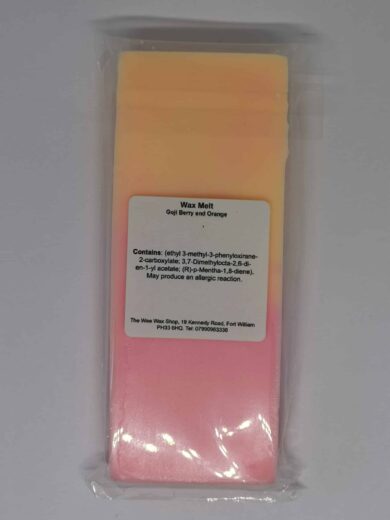 Wax Melt
Goji Berry and Orange
Contains: (ethyl 3-methyl-3-phenyloxirane-
2-carboxylate; 3,7-Dimethylocta-2,6-di-
en-1-yl acetate; (R)-p-Mentha-1,8-diene).
May produce an allergic reaction.
The Wee Wax Shop, 19 Kennedy Road, Fort William
PH33 6HQ. Tel: 07990963338